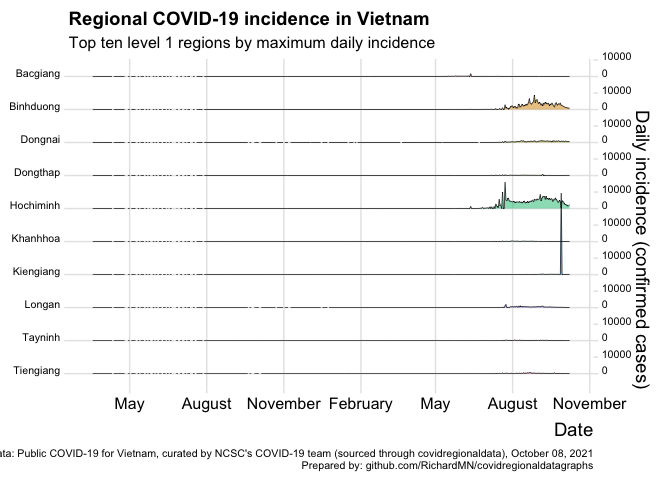 Regional COVID-19 incidence in Vietnam
Top ten level 1 regions by maximum daily incidence
Bacgiang
Binhduong
Dongnai
Dongthap
Hochiminh
Khanhhoa
Kiengiang
Longan
Tayninh
Tiengiang
10000
0
10000
0
10000
0
10000
0
10000
0
10000
0
10000
0
10000
0
10000
0
10000
0
Daily incidence (confirmed cases)
May August November February May August November
Date
ata: Public COVID-19 for Vietnam, curated by NCSC's COVID-19 team (sourced through covidregionaldata), October 08, 2021
Prepared by: github.com/RichardMN/covidregionaldatagraphs